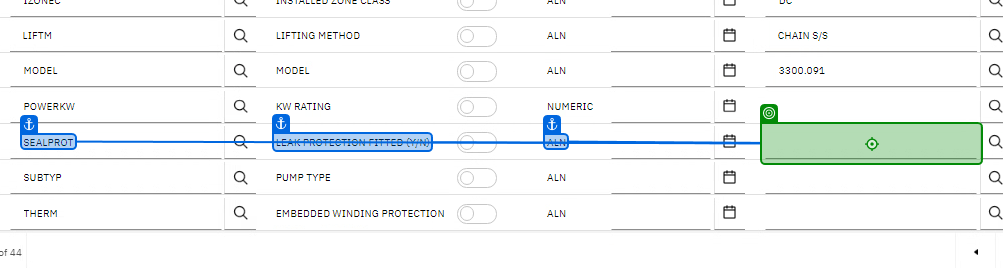 IZONEC INSTALLED ZONE CLASS ALN DC
LIFTM LIFTING METHOD ALN CHAIN S/S
MODEL MODEL ALN 3300.091
POWERKW KW RATING NUMERIC
SEALPROT LEAK PROTECTION FITTED (Y/N) ALN
SUBTYP PUMP TYPE ALN
THERM EMBEDDED WINDING PROTECTION ALN
of 44